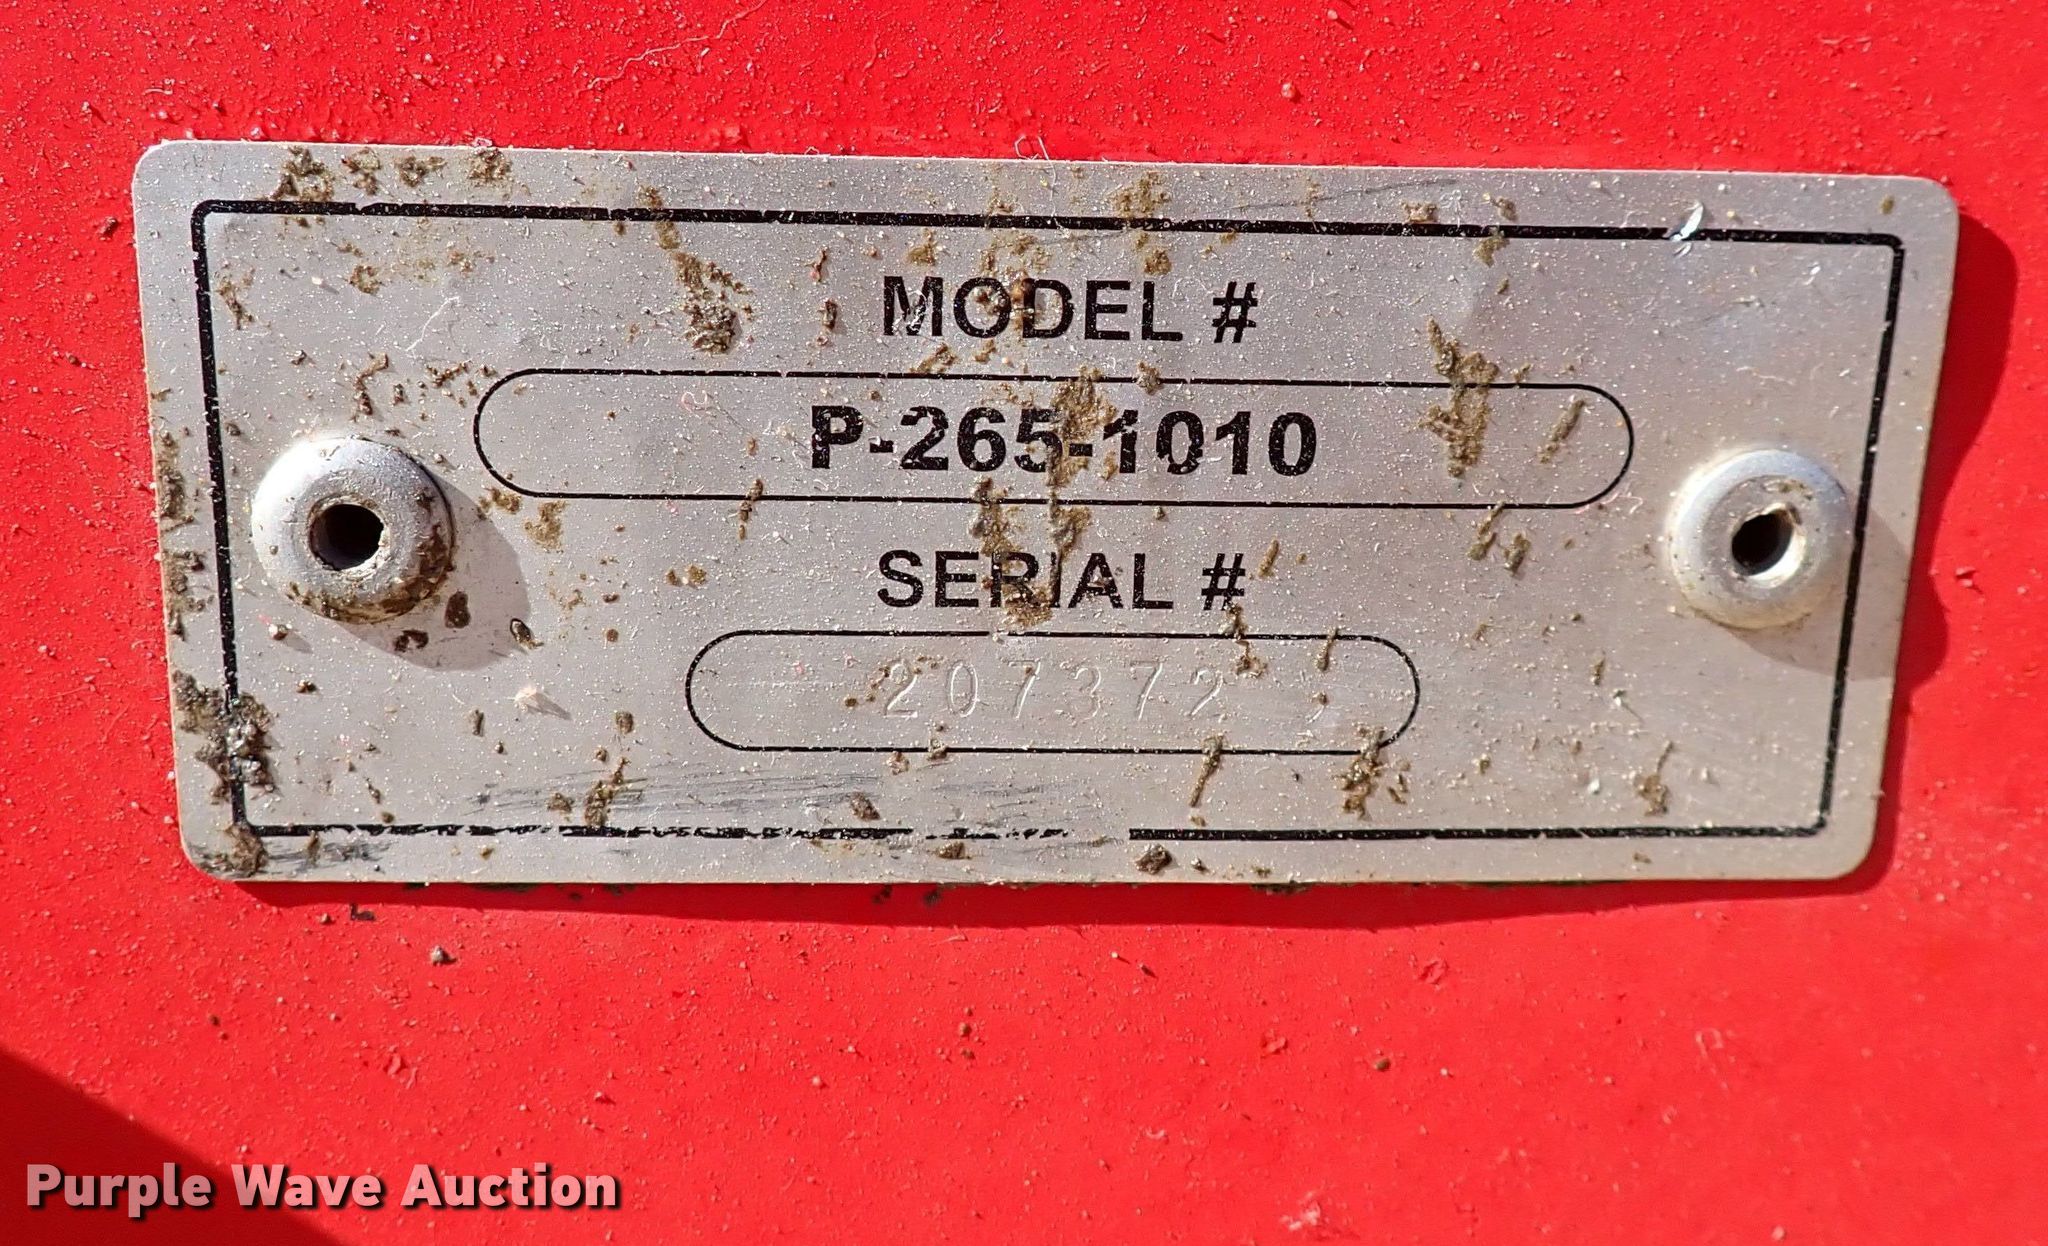 MODEL #
P-265-1010
SERIAL #
207372
Purple Wave Auction